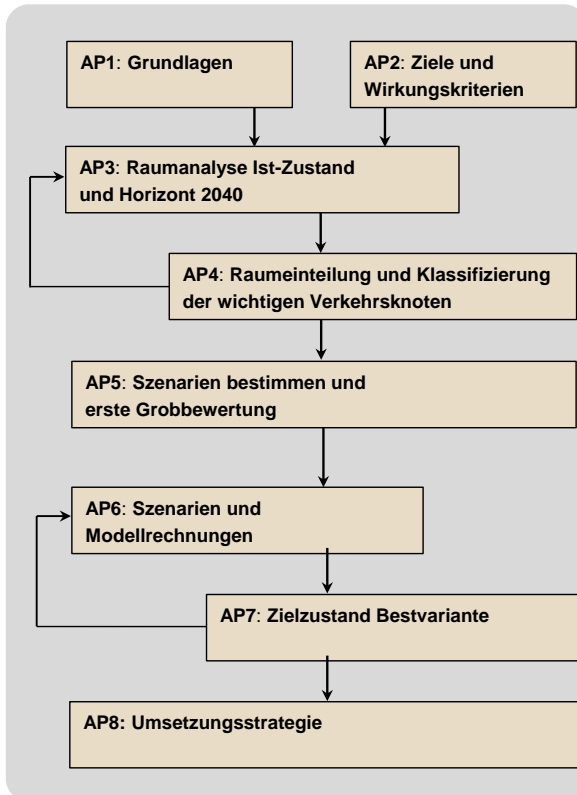 AP1: Grundlagen
AP2: Ziele und
Wirkungskriterien
AP3: Raumanalyse Ist-Zustand
und Horizont 2040
AP4: Raumeinteilung und Klassifizierung
der wichtigen Verkehrsknoten
AP5: Szenarien bestimmen und
erste Grobbewertung
AP6: Szenarien und
Modellrechnungen
AP7: Zielzustand Bestvariante
AP8: Umsetzungsstrategie